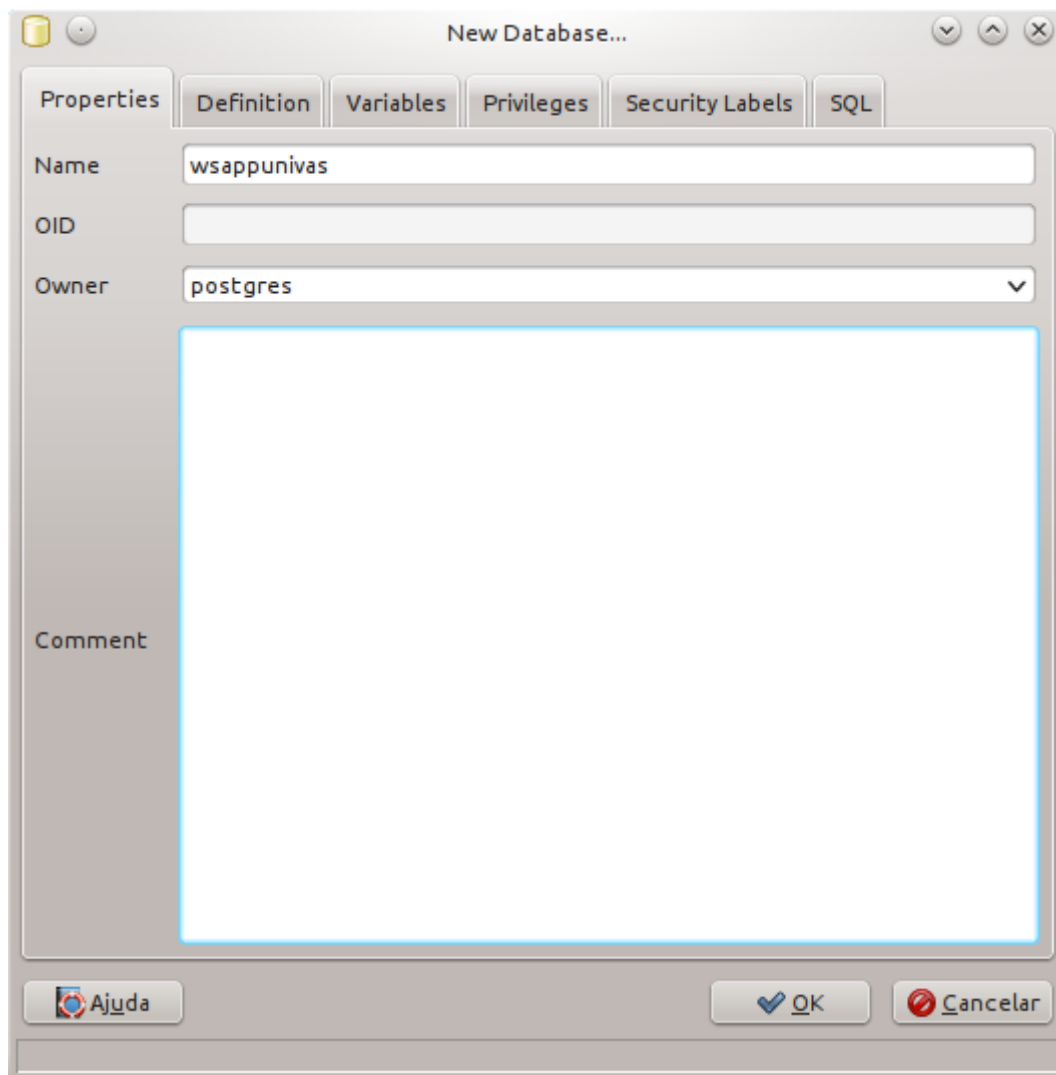 New Database...
Properties Definition Variables Privileges Security Labels SQL
Name wsappunivas
OID
Owner postgres
Comment
Ajuda OK Cancelar